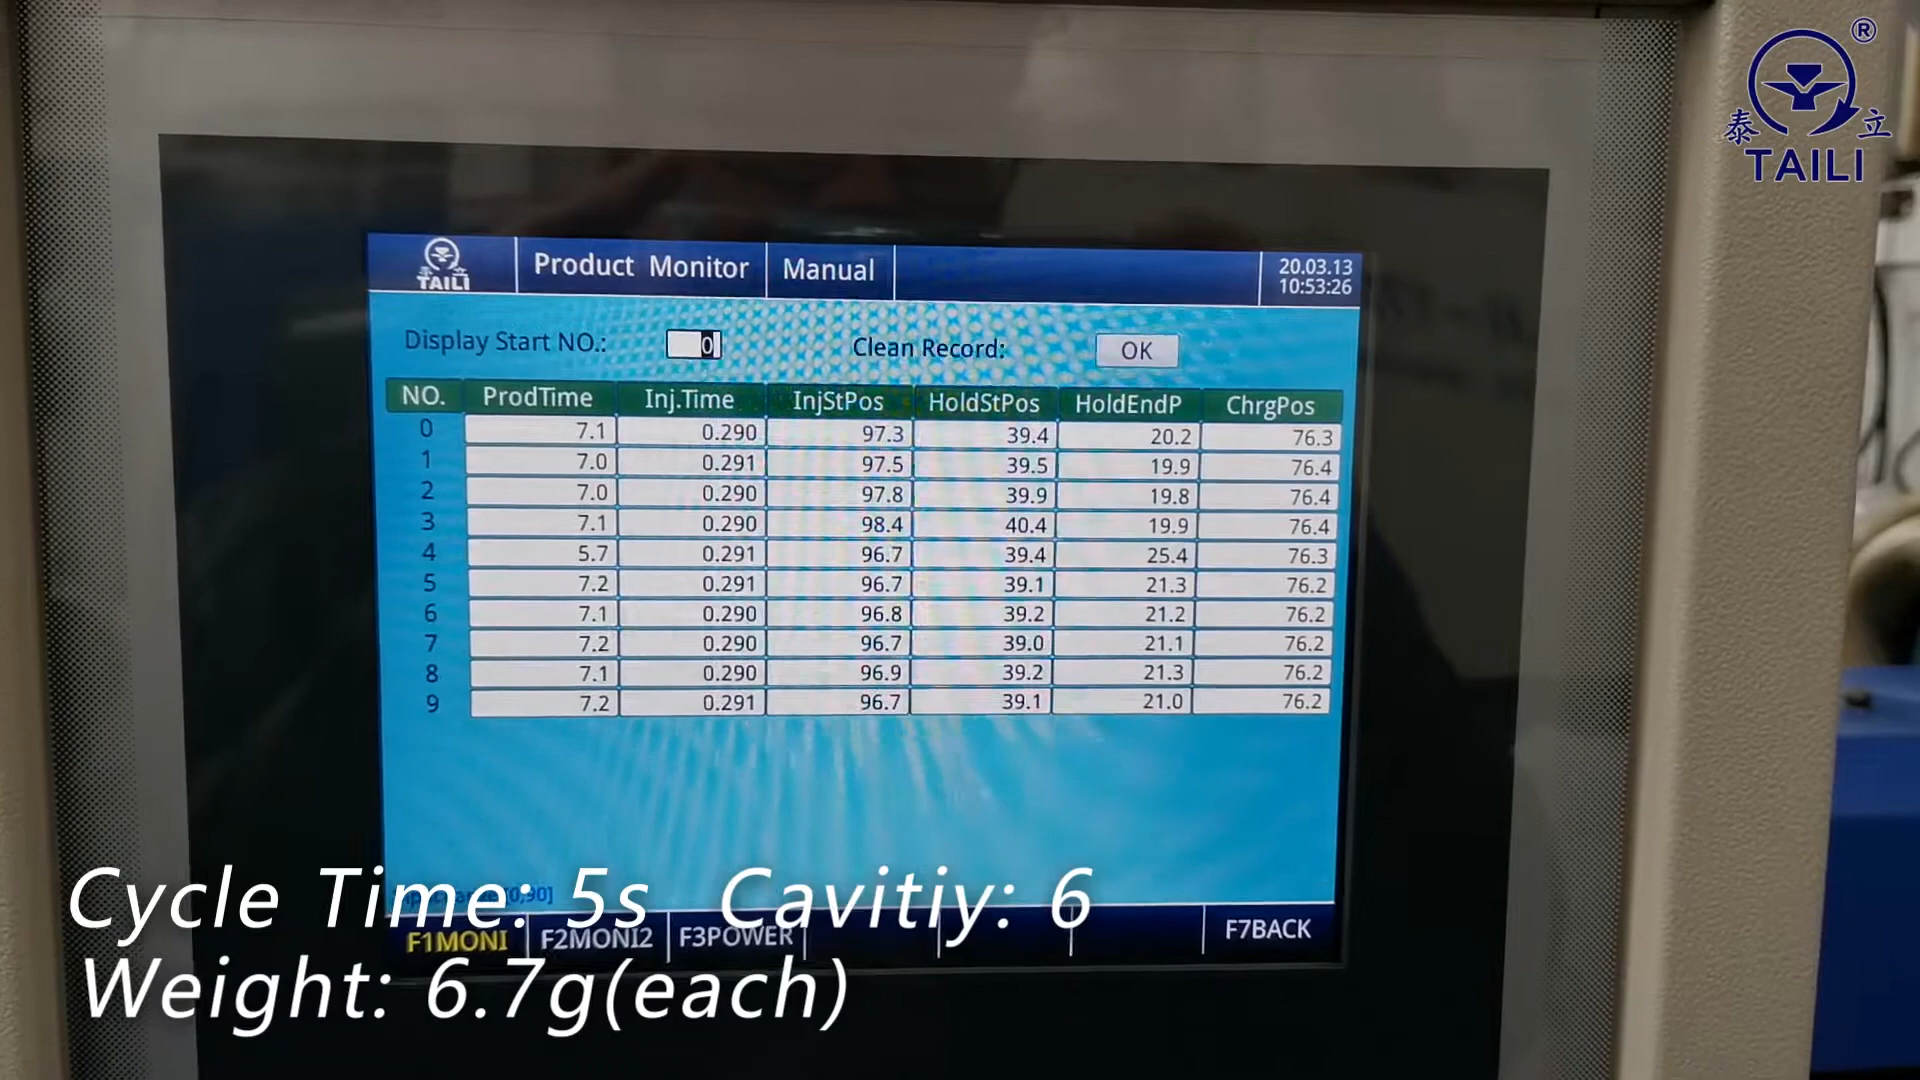 ®
泰 立
TAILI
泰 立
TAILI
Product Monitor
Manual
20.03.13
10:53:26
Display Start NO.: 0
Clean Record: OK
NO. ProdTime Inj.Time InjStPos HoldStPos HoldEndP ChrgPos
0 7.1 0.290 97.3 39.4 20.2 76.3
1 7.0 0.291 97.5 39.5 19.9 76.4
2 7.0 0.290 97.8 39.9 19.8 76.4
3 7.1 0.290 98.4 40.4 19.9 76.4
4 5.7 0.291 96.7 39.4 25.4 76.3
5 7.2 0.291 96.7 39.1 21.3 76.2
6 7.1 0.290 96.8 39.2 21.2 76.2
7 7.2 0.290 96.7 39.0 21.1 76.2
8 7.1 0.290 96.9 39.2 21.3 76.2
9 7.2 0.291 96.7 39.1 21.0 76.2
[0,90]
F1MONI F2MONI2 F3POWER F7BACK
Cycle Time: 5s Cavitiy: 6
Weight: 6.7g(each)